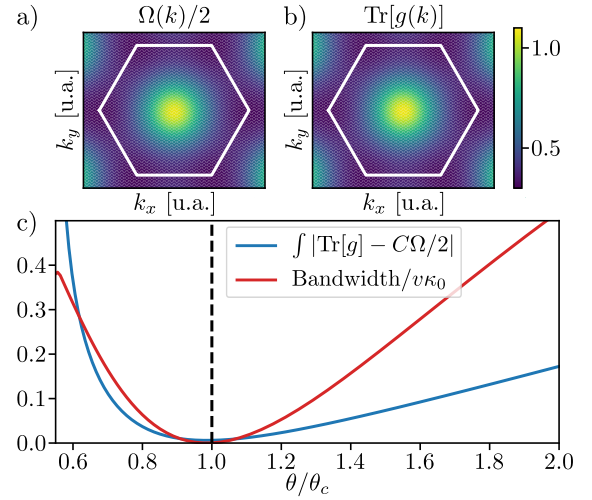 a) Ω(k)/2 b) Tr[g(k)]
k_y [u.a.] k_y [u.a.] 1.0 0.5
k_x [u.a.] k_x [u.a.]
c)
∫ |Tr[g] − CΩ/2|
Bandwidth/vκ₀
0.4
0.3
0.2
0.1
0.0
0.6 0.8 1.0 1.2 1.4 1.6 1.8 2.0
θ/θ_c